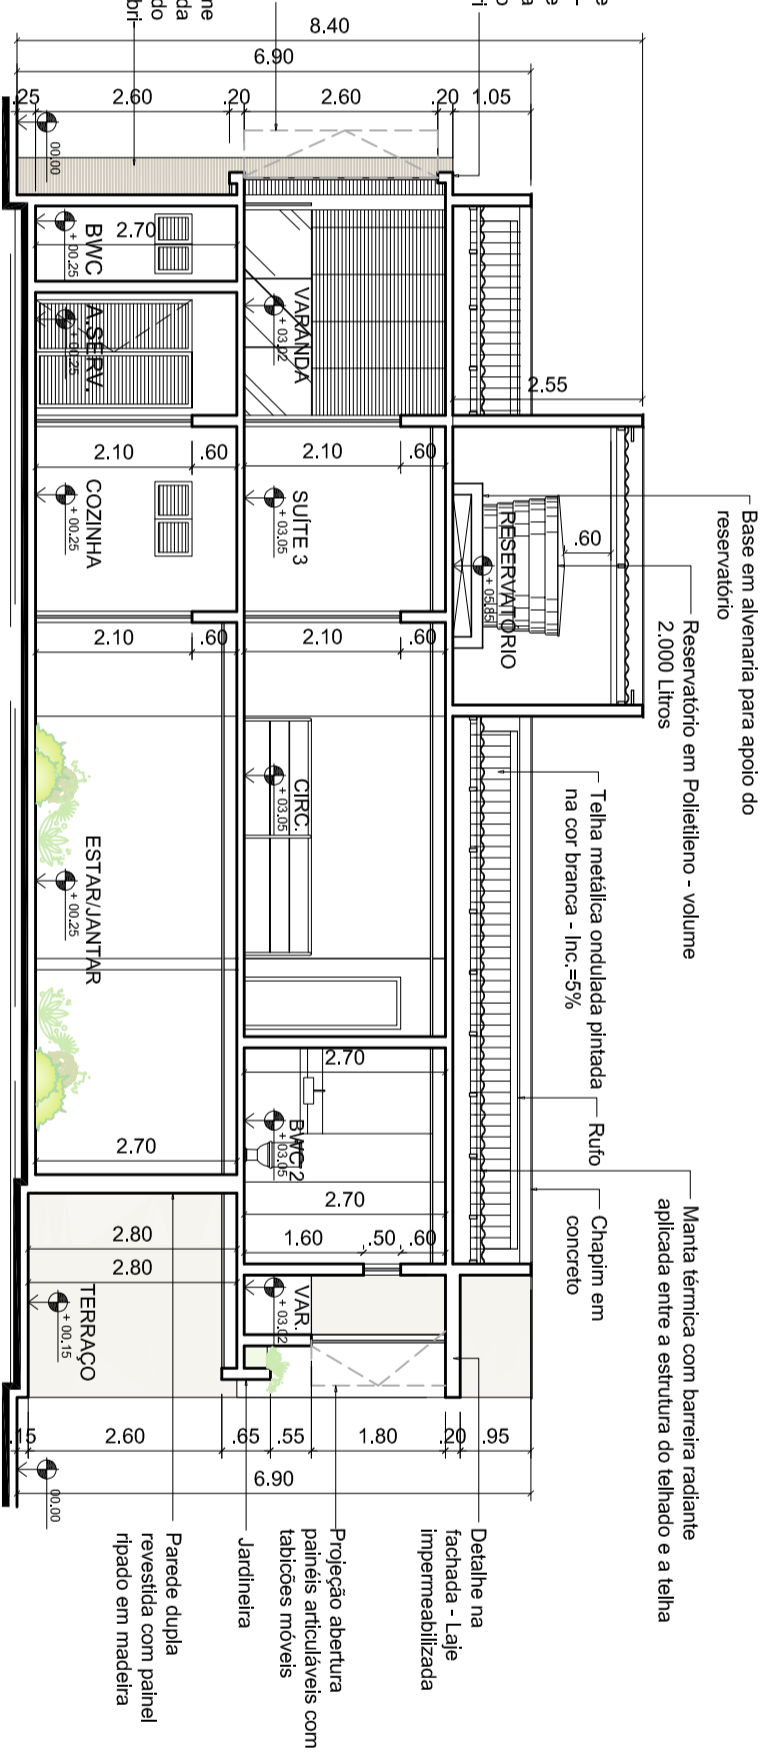 Base em alvenaria para apoio do
reservatório
Reservatório em Polietileno - volume
2.000 Litros
Telha metálica ondulada pintada
na cor branca - Inc.=5%
Rufo
Manta térmica com barreira radiante
aplicada entre a estrutura do telhado e a telha
Chapim em
concreto
Detalhe na
fachada - Laje
impermeabilizada
Projeção abertura
painéis articuláveis com
tabicões móveis
Jardineira
Parede dupla
revestida com painel
ripado em madeira
8.40
6.90
.25
2.60
.20
2.60
.20
1.05
00.00
2.55
.60
RESERVATÓRIO
+ 05.85
VARANDA
+ 03.02
2.10
.60
SUÍTE 3
+ 03.05
2.10
.60
CIRC.
+ 03.05
2.70
BWC 2
+ 03.05
2.70
1.60
.50
.60
VAR.
+ 03.02
2.70
BWC
+ 00.25
A.SERV.
+ 00.25
2.10
.60
COZINHA
+ 00.25
2.10
.60
ESTAR/JANTAR
+ 00.25
2.70
2.80
2.80
TERRAÇO
+ 00.15
.15
2.60
.65
.55
1.80
.20
.95
6.90
00.00